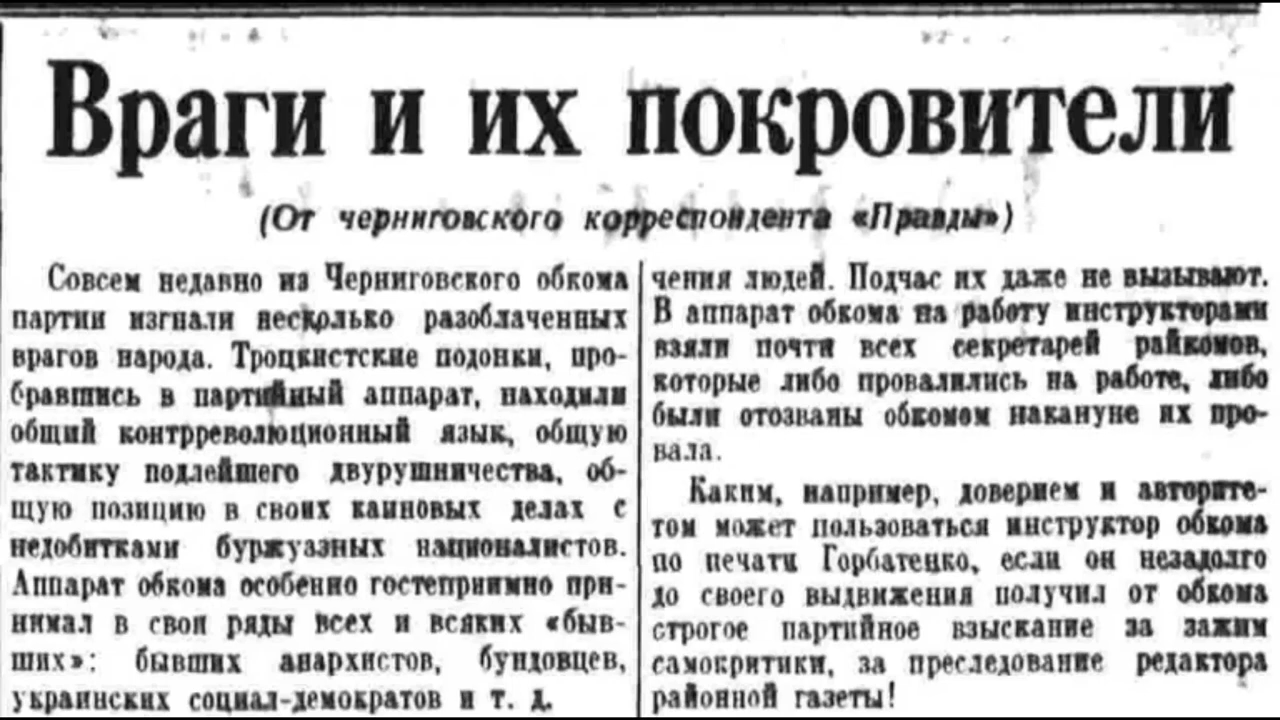 Враги и их покровители
(От черниговского корреспондента «Правды»)
Совсем недавно из Черниговского обкома
партии изгнали несколько разоблаченных
врагов народа. Троцкистские подонки, про-
бравшись в партийный аппарат, находили
общий контрреволюционный язык, общую
тактику подлейшего двурушничества, об-
щую позицию в своих каиновых делах с
недобитками буржуазных националистов.
Аппарат обкома особенно гостеприимно при-
нимал в свои ряды всех и всяких «быв-
ших»: бывших анархистов, бундовцев,
украинских социал-демократов и т. д.
чения людей. Подчас их даже не вызывают.
В аппарат обкома на работу инструкторами
взяли почти всех секретарей райкомов,
которые либо провалились на работе, либо
были отозваны обкомом накануне их про-
вала.
Каким, например, доверием и авторите-
том может пользоваться инструктор обкома
по печати Горбатенко, если он незадолго
до своего выдвижения получил от обкома
строгое партийное взыскание за зажим
самокритики, за преследование редактора
районной газеты!